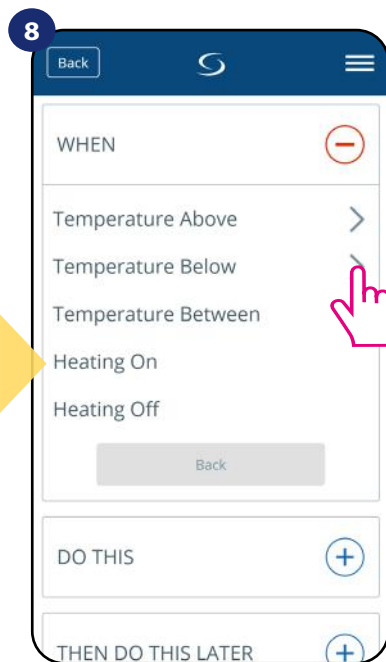 8
Back
WHEN
Temperature Above
Temperature Below
Temperature Between
Heating On
Heating Off
Back
DO THIS
THEN DO THIS LATER